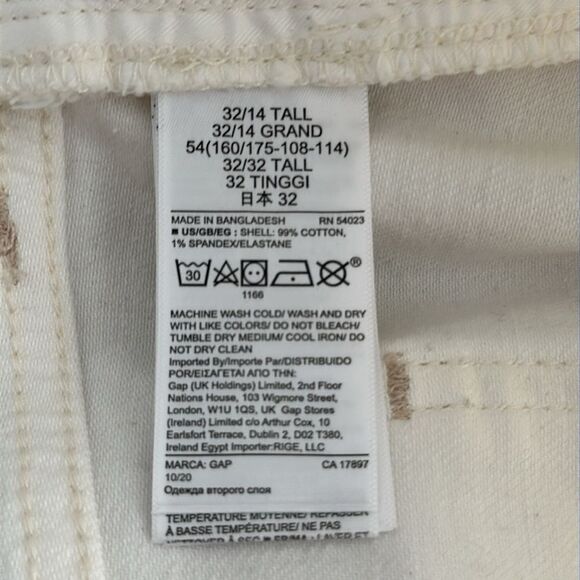 32/14 TALL
32/14 GRAND
54(160/175-108-114)
32/32 TALL
32 TINGGI
日本 32
MADE IN BANGLADESH RN 54023
■ US/GB/EG : SHELL: 99% COTTON,
1% SPANDEX/ELASTANE
30 ®
1166
MACHINE WASH COLD/ WASH AND DRY
WITH LIKE COLORS/ DO NOT BLEACH/
TUMBLE DRY MEDIUM/ COOL IRON/ DO
NOT DRY CLEAN
Imported By/Importe Par/DISTRIBUIDO
POR/ΕΙΣΑΓΕΤΑΙ ΑΠΟ ΤΗΝ:
Gap (UK Holdings) Limited, 2nd Floor
Nations House, 103 Wigmore Street,
London, W1U 1QS, UK Gap Stores
(Ireland) Limited c/o Arthur Cox, 10
Earlsfort Terrace, Dublin 2, D02 T380,
Ireland Egypt Importer:RIGE, LLC
MARCA: GAP CA 17897
10/20
Одежда второго слоя
TEMPERATURE MOYENNE/ REPASSER
À BASSE TEMPÉRATURE/ NE PAS